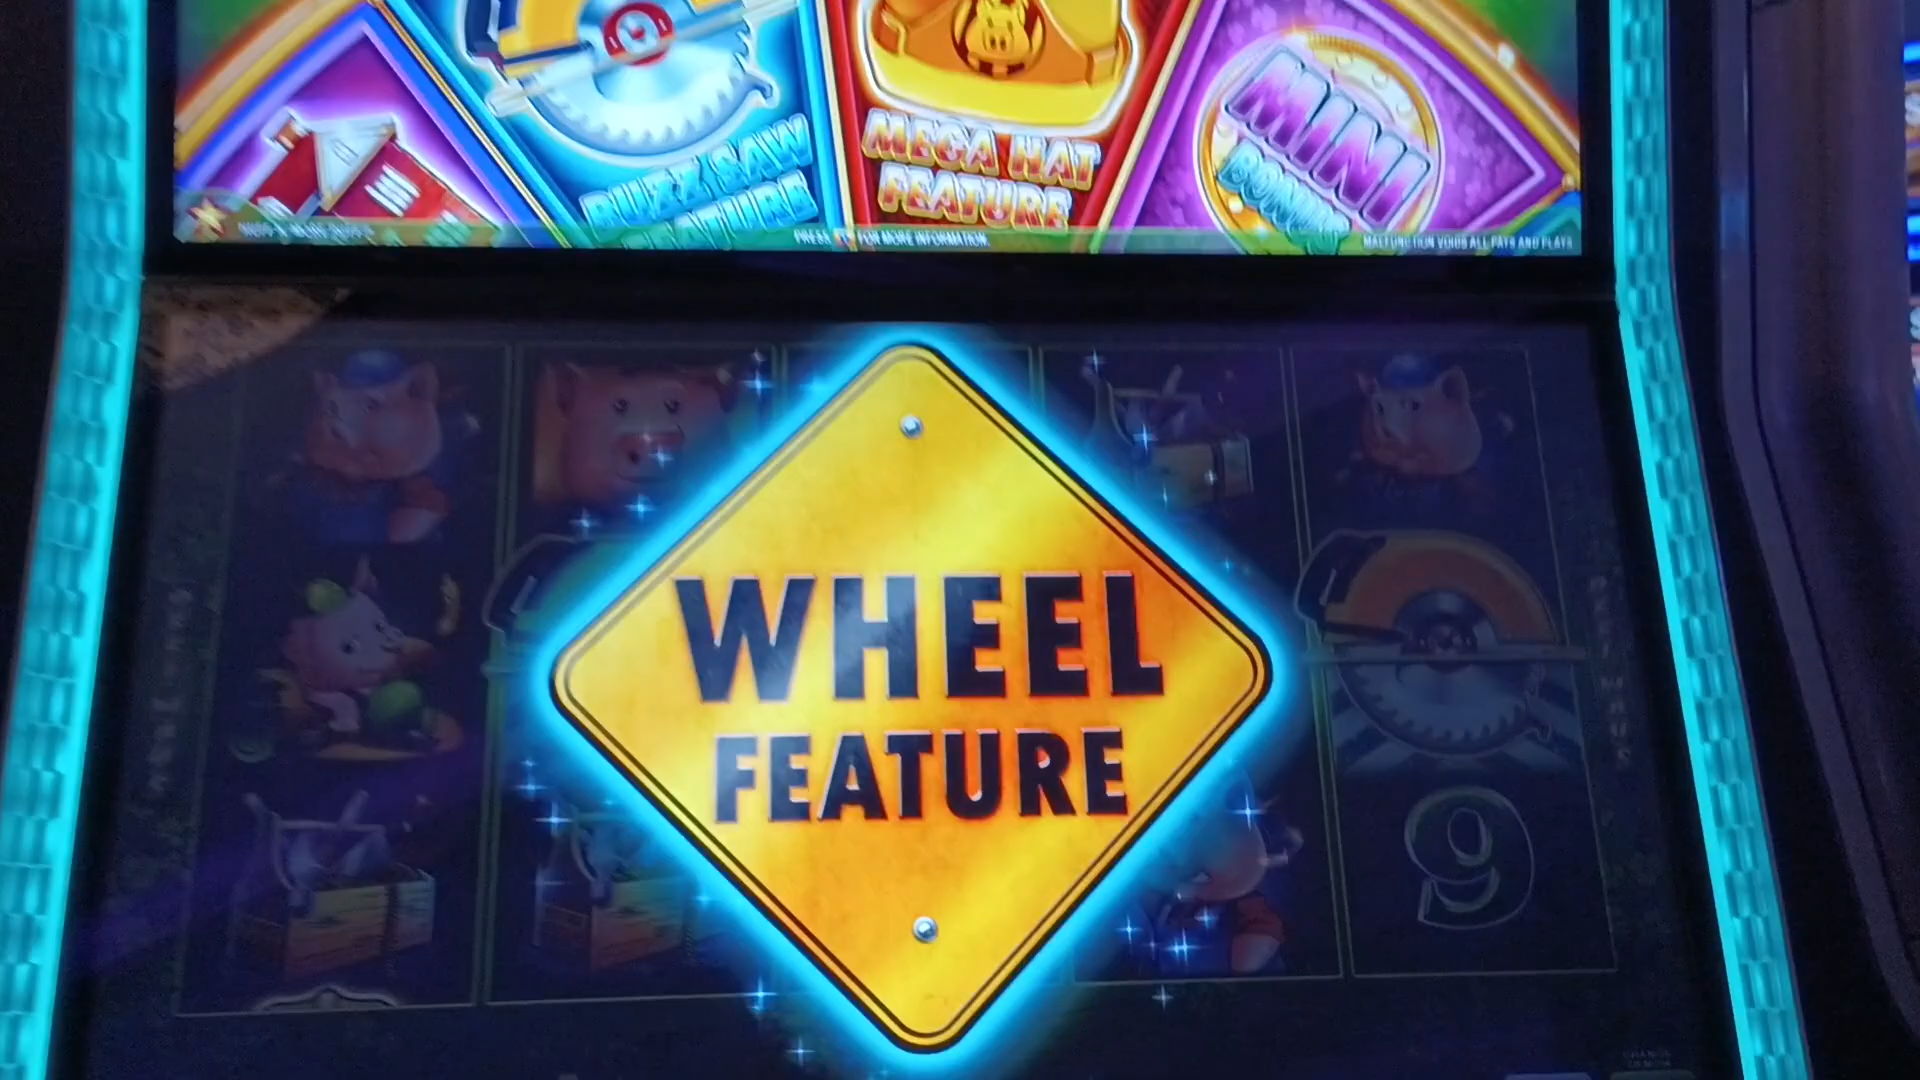 BUZZ SAW
FEATURE
MEGA HAT
FEATURE
MINI
BONUS
PRESS FOR MORE INFORMATION.
MALFUNCTION VOIDS ALL PAYS AND PLAYS
WHEEL
FEATURE
9